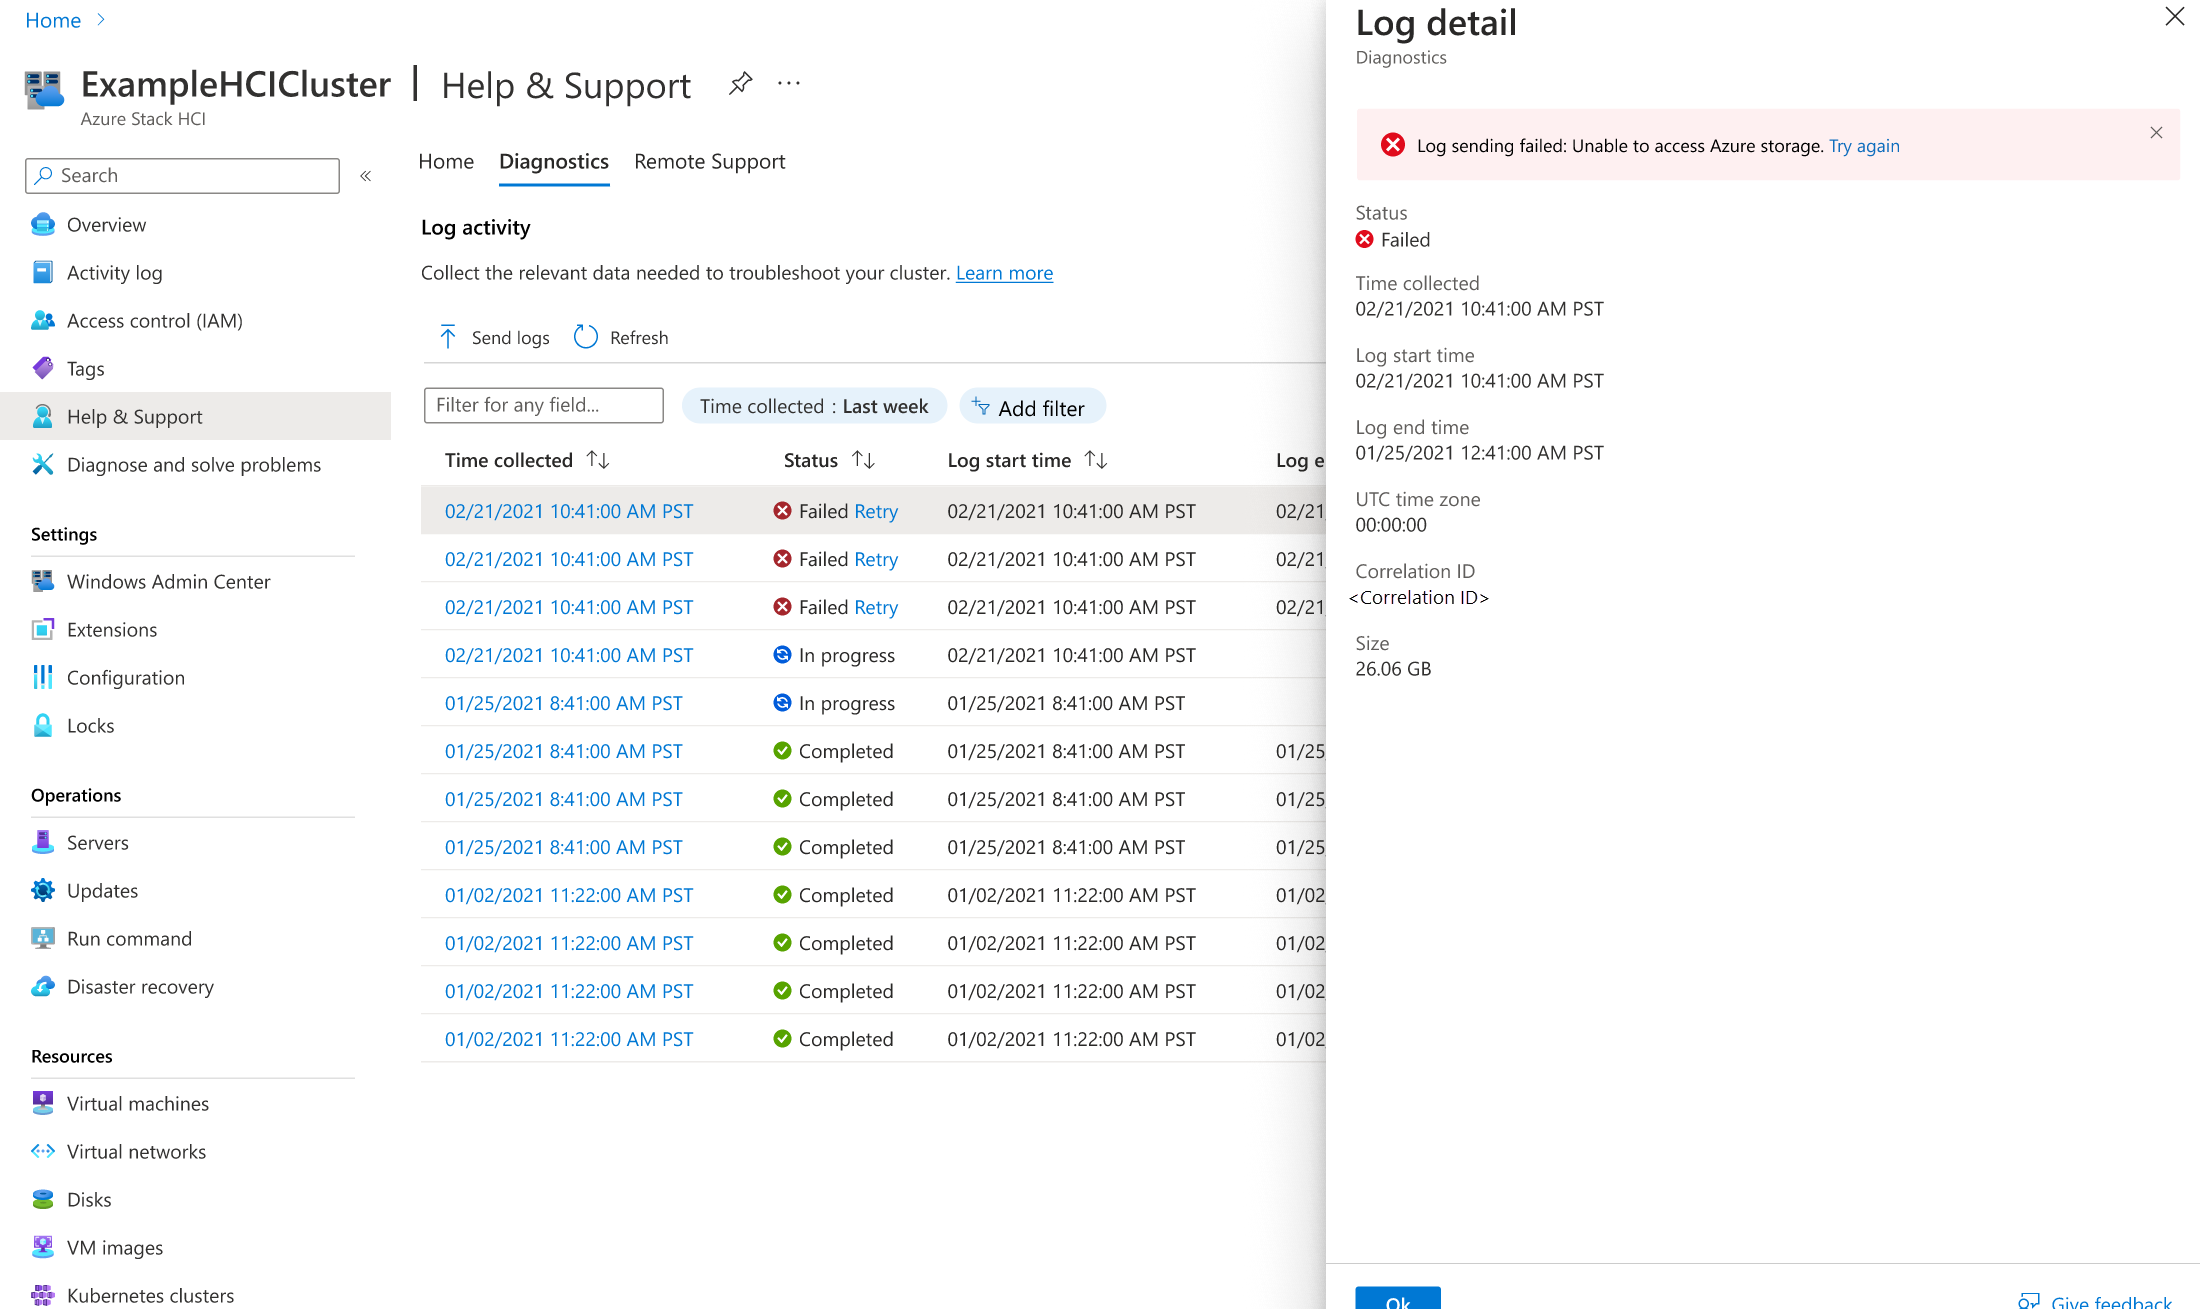 Home
ExampleHCICluster | Help & Support
Azure Stack HCI
Search
Overview
Activity log
Access control (IAM)
Tags
Help & Support
Diagnose and solve problems
Settings
Windows Admin Center
Extensions
Configuration
Locks
Operations
Servers
Updates
Run command
Disaster recovery
Resources
Virtual machines
Virtual networks
Disks
VM images
Kubernetes clusters
Home Diagnostics Remote Support
Log activity
Collect the relevant data needed to troubleshoot your cluster. Learn more
Send logs Refresh
Filter for any field... Time collected : Last week Add filter
Time collected Status Log start time Log e
02/21/2021 10:41:00 AM PST Failed Retry 02/21/2021 10:41:00 AM PST 02/21
02/21/2021 10:41:00 AM PST Failed Retry 02/21/2021 10:41:00 AM PST 02/21
02/21/2021 10:41:00 AM PST Failed Retry 02/21/2021 10:41:00 AM PST 02/21
02/21/2021 10:41:00 AM PST In progress 02/21/2021 10:41:00 AM PST
01/25/2021 8:41:00 AM PST In progress 01/25/2021 8:41:00 AM PST
01/25/2021 8:41:00 AM PST Completed 01/25/2021 8:41:00 AM PST 01/25
01/25/2021 8:41:00 AM PST Completed 01/25/2021 8:41:00 AM PST 01/25
01/25/2021 8:41:00 AM PST Completed 01/25/2021 8:41:00 AM PST 01/25
01/02/2021 11:22:00 AM PST Completed 01/02/2021 11:22:00 AM PST 01/02
01/02/2021 11:22:00 AM PST Completed 01/02/2021 11:22:00 AM PST 01/02
01/02/2021 11:22:00 AM PST Completed 01/02/2021 11:22:00 AM PST 01/02
01/02/2021 11:22:00 AM PST Completed 01/02/2021 11:22:00 AM PST 01/02
Log detail
Diagnostics
Log sending failed: Unable to access Azure storage. Try again
Status
Failed
Time collected
02/21/2021 10:41:00 AM PST
Log start time
02/21/2021 10:41:00 AM PST
Log end time
01/25/2021 12:41:00 AM PST
UTC time zone
00:00:00
Correlation ID
<Correlation ID>
Size
26.06 GB
Ok
Give feedback